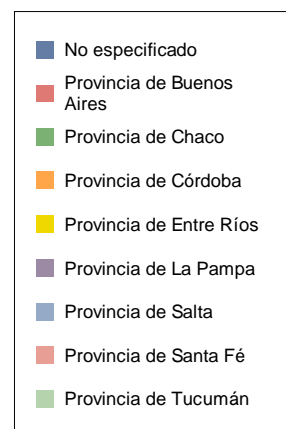 No especificado
Provincia de Buenos
Aires
Provincia de Chaco
Provincia de Córdoba
Provincia de Entre Ríos
Provincia de La Pampa
Provincia de Salta
Provincia de Santa Fé
Provincia de Tucumán